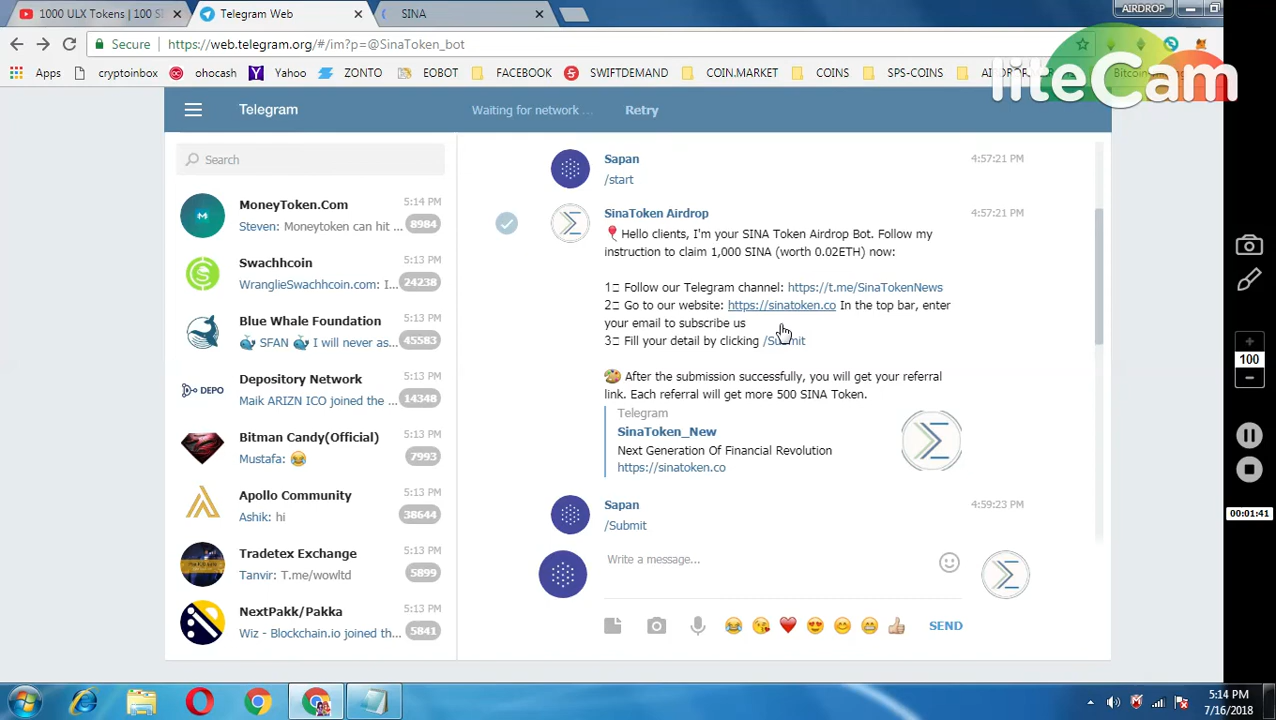 1000 ULX Tokens | 100 S
Telegram Web
SINA
AIRDROP
Secure
https://web.telegram.org/#/im?p=@SinaToken_bot
Apps
cryptoinbox
ohocash
Yahoo
ZONTO
EOBOT
FACEBOOK
SWIFTDEMAND
COIN.MARKET
COINS
SPS-COINS
liteCam
Telegram
Waiting for network ...
Retry
Search
MoneyToken.Com
5:14 PM
Steven: Moneytoken can hit ...
8984
Swachhcoin
5:13 PM
WranglieSwachhcoin.com: I...
24238
Blue Whale Foundation
5:13 PM
🐳 SFAN 🐳 I will never as...
45583
Depository Network
5:13 PM
DEPO
Maik ARIZN ICO joined the ...
14348
Bitman Candy(Official)
5:13 PM
Mustafa: 😂
7993
Apollo Community
5:13 PM
Ashik: hi
38644
Tradetex Exchange
5:13 PM
Tanvir: T.me/wowltd
5899
NextPakk/Pakka
5:13 PM
Wiz - Blockchain.io joined th...
5841
Sapan
4:57:21 PM
/start
SinaToken Airdrop
4:57:21 PM
🎈Hello clients, I'm your SINA Token Airdrop Bot. Follow my
instruction to claim 1,000 SINA (worth 0.02ETH) now:
1 Follow our Telegram channel: https://t.me/SinaTokenNews
2 Go to our website: https://sinatoken.co In the top bar, enter
your email to subscribe us
3 Fill your detail by clicking /Submit
🎨 After the submission successfully, you will get your referral
link. Each referral will get more 500 SINA Token.
Telegram
SinaToken_New
Next Generation Of Financial Revolution
https://sinatoken.co
Sapan
4:59:23 PM
/Submit
Write a message...
SEND
100
00:01:41
5:14 PM
7/16/2018